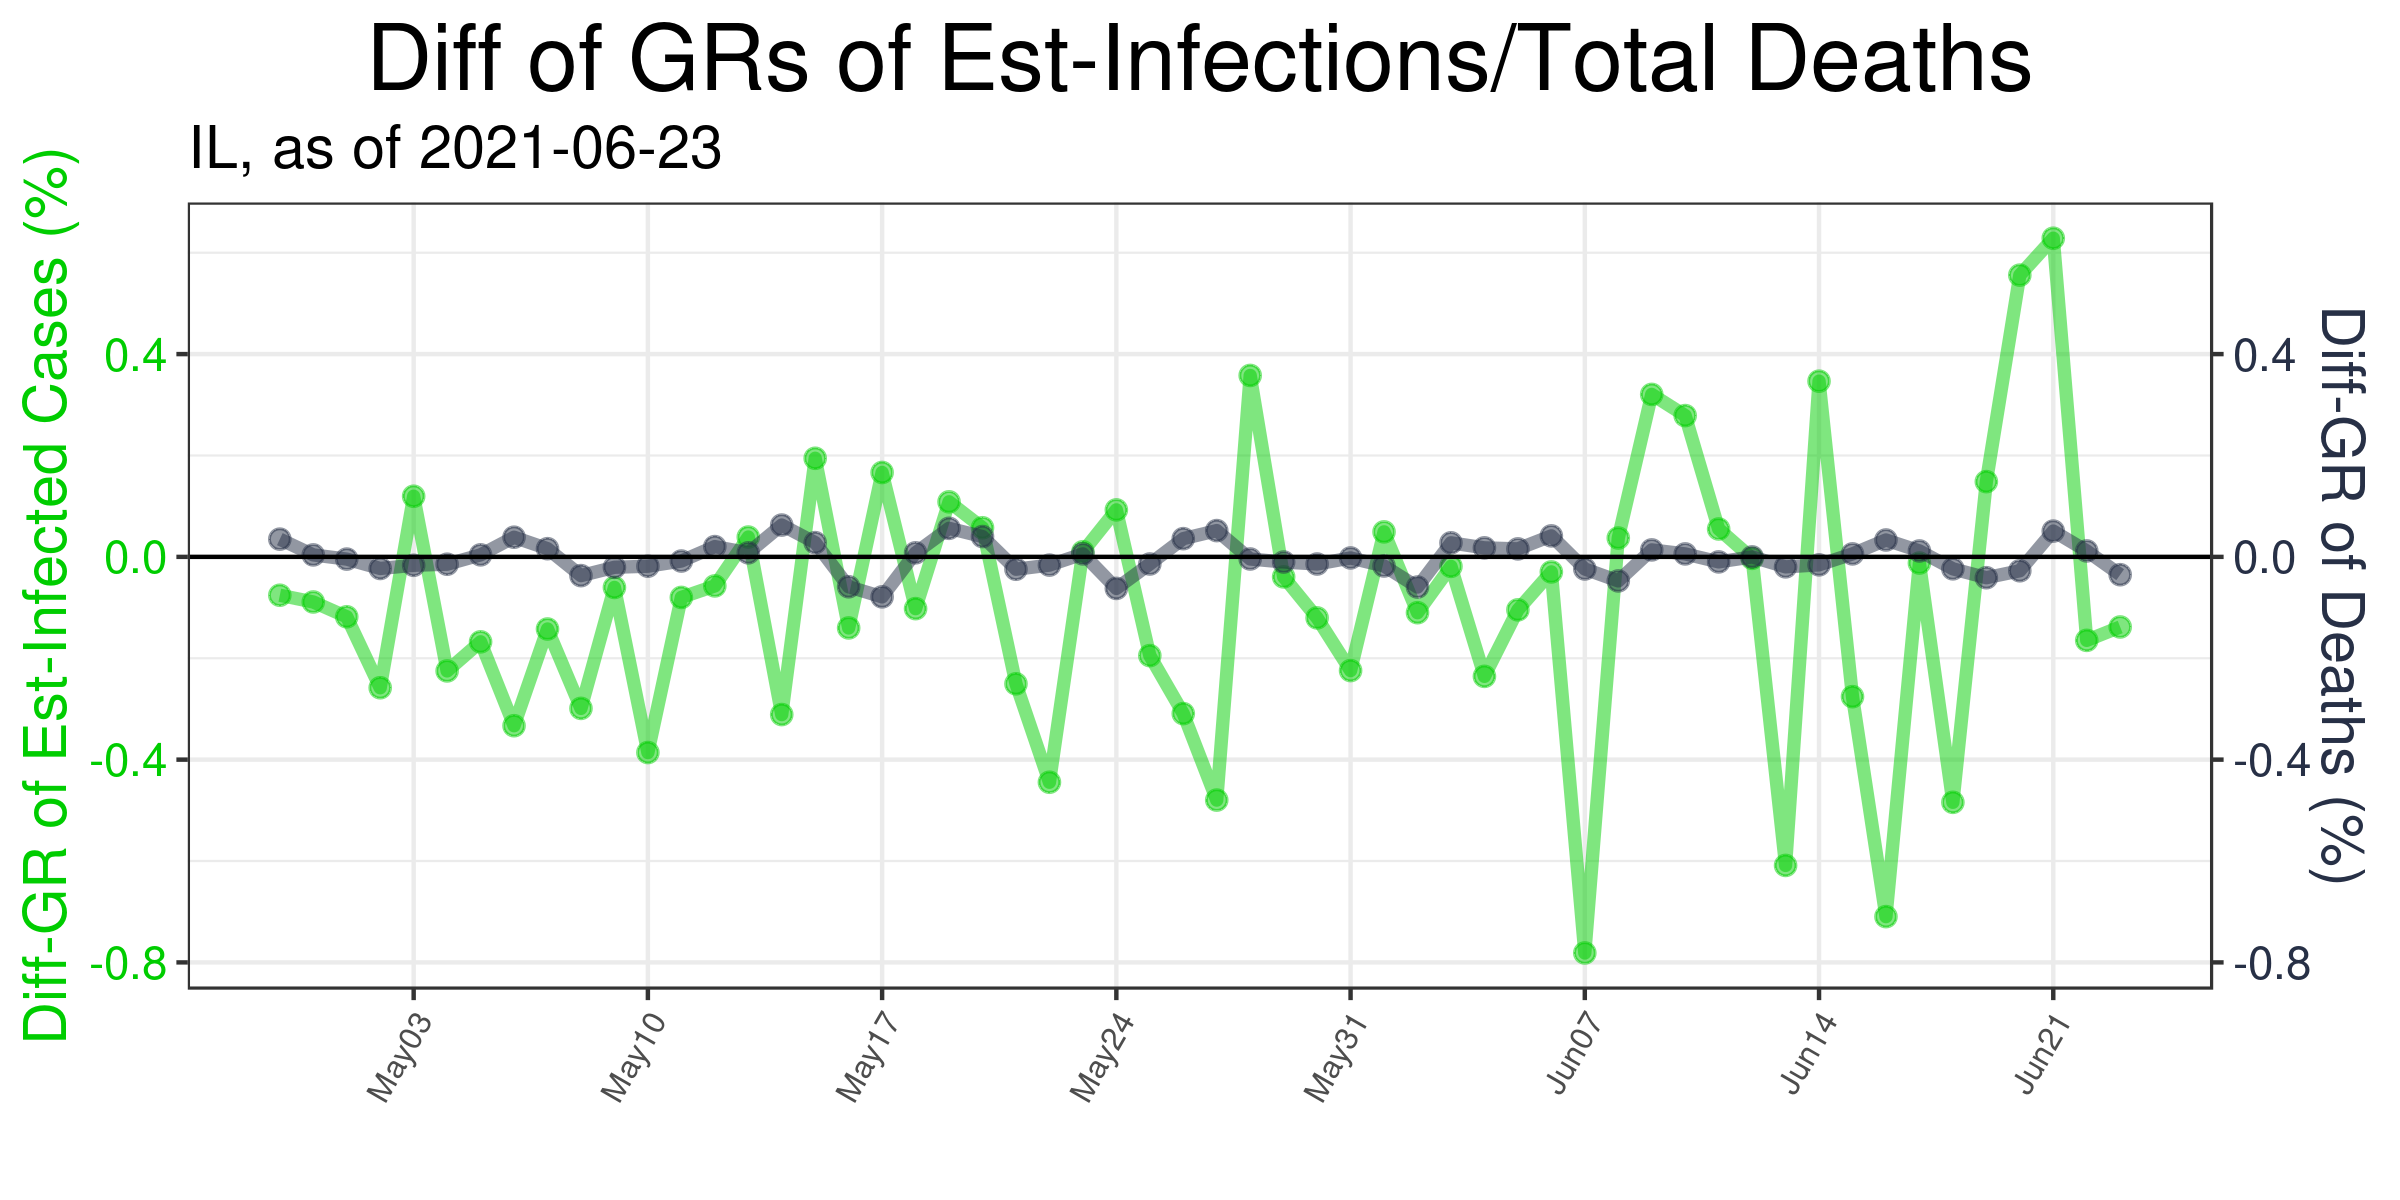 Diff of GRs of Est-Infections/Total Deaths
IL, as of 2021-06-23
Diff-GR of Est-Infected Cases (%)
0.4
0.0
-0.4
-0.8
0.4
0.0
-0.4
-0.8
Diff-GR of Deaths (%)
May03
May10
May17
May24
May31
Jun07
Jun14
Jun21